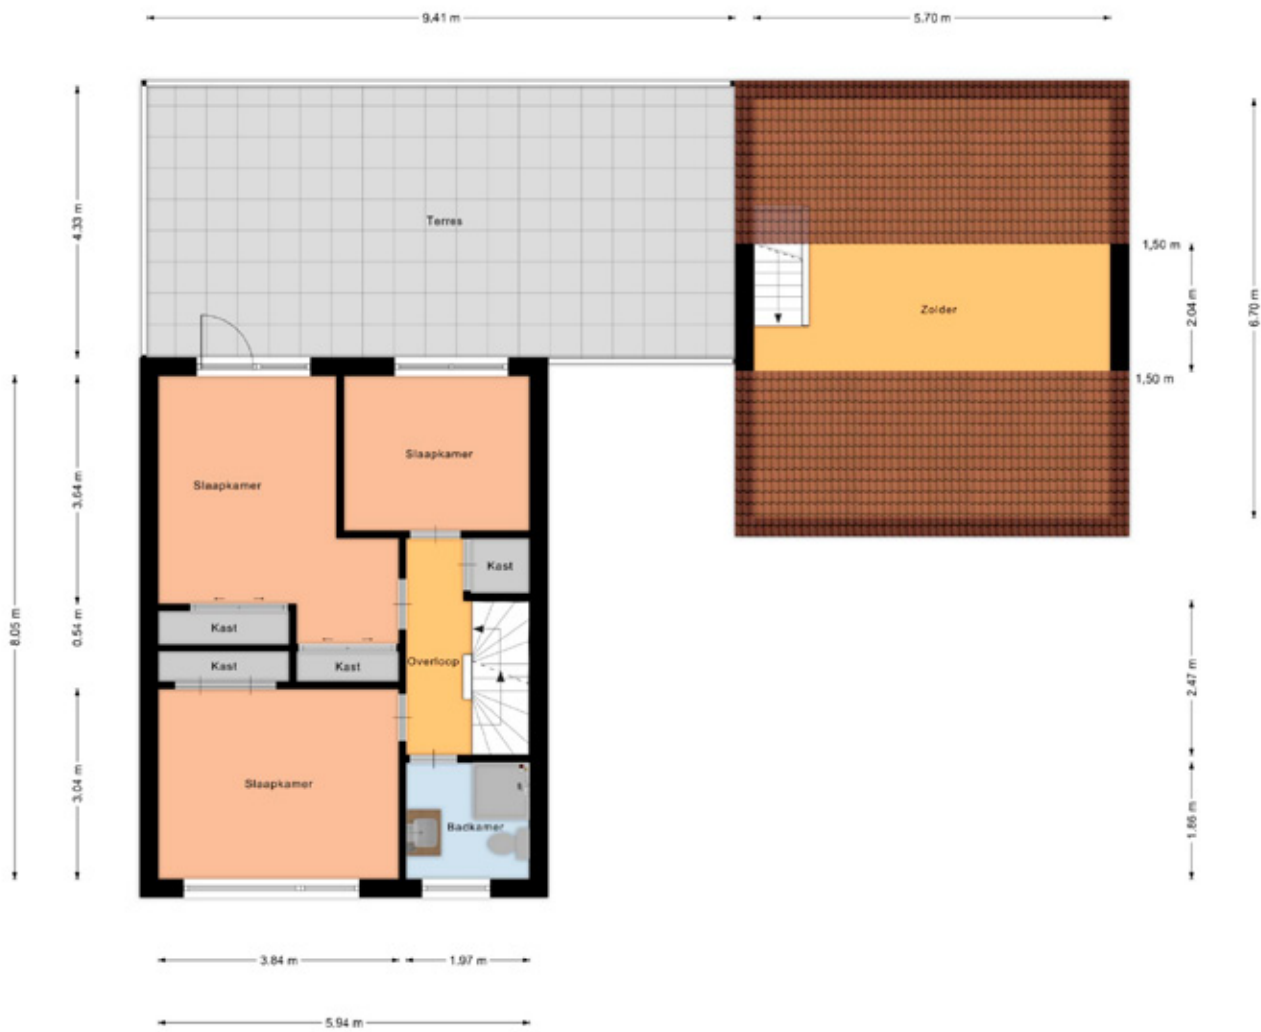 9.41 m
5.70 m
4.33 m
Terres
1,50 m
Zolder
2.04 m
6.70 m
1,50 m
Slaapkamer
Slaapkamer
3.64 m
Kast
8.05 m
0.54 m
Kast
Kast
Kast
Overloop
2.47 m
Slaapkamer
3.04 m
Badkamer
1.86 m
3.84 m
1.97 m
5.94 m